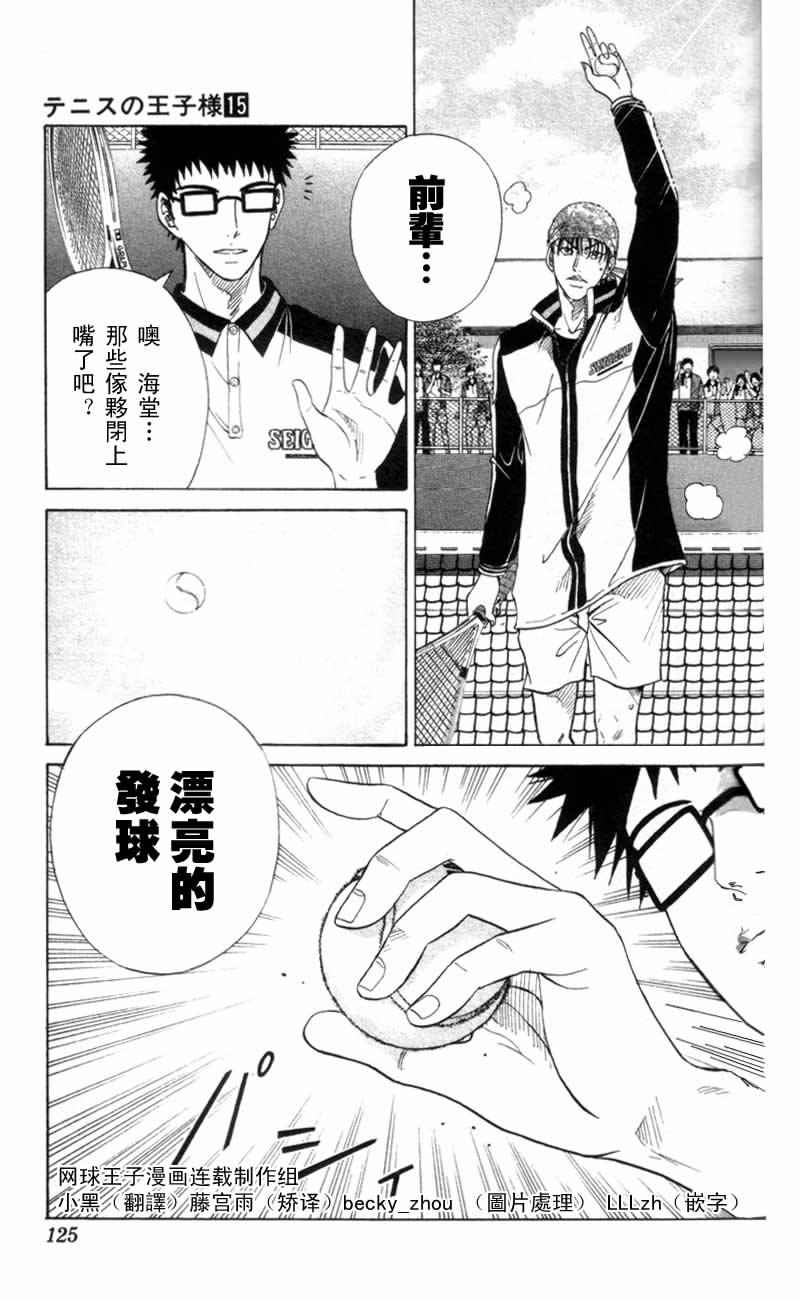 テニスの王子様15
前輩…
SEIGAKU
噢 海堂…
那些傢夥閉上
嘴了吧？
SEIG
漂亮的
發球
パシ
网球王子漫画连载制作组
小黑（翻譯）藤宫雨（矫译）becky_zhou （圖片處理） LLLzh（嵌字）
125